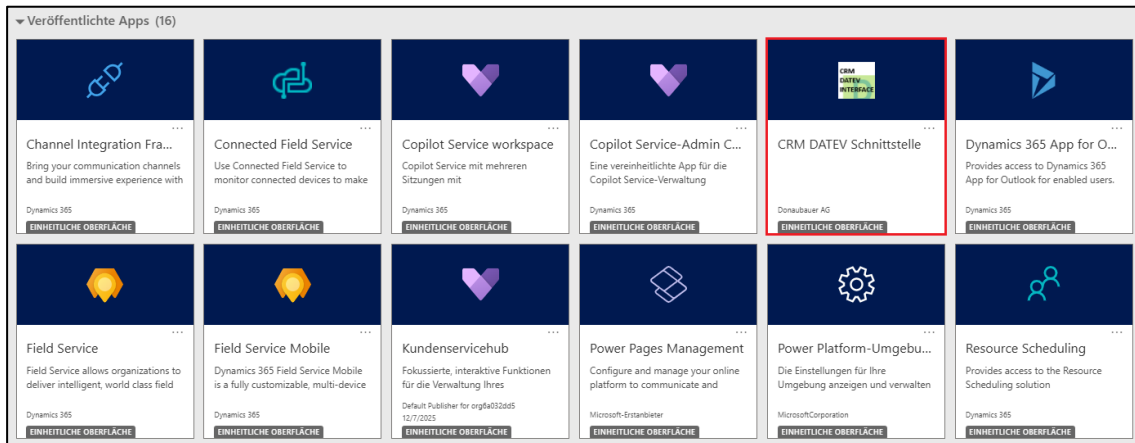 Veröffentlichte Apps (16)
CRM
DATEV
INTERFACE
Channel Integration Fra...
Bring your communication channels
and build immersive experience with
Dynamics 365
EINHEITLICHE OBERFLÄCHE
Connected Field Service
Use Connected Field Service to
monitor connected devices to make
Dynamics 365
EINHEITLICHE OBERFLÄCHE
Copilot Service workspace
Copilot Service mit mehreren
Sitzungen mit
Dynamics 365
EINHEITLICHE OBERFLÄCHE
Copilot Service-Admin C...
Eine vereinheitlichte App für die
Copilot Service-Verwaltung
Dynamics 365
EINHEITLICHE OBERFLÄCHE
CRM DATEV Schnittstelle
Donaubauer AG
EINHEITLICHE OBERFLÄCHE
Dynamics 365 App for O...
Provides access to Dynamics 365
App for Outlook for enabled users.
Dynamics 365
EINHEITLICHE OBERFLÄCHE
Field Service
Field Service allows organizations to
deliver intelligent, world class field
Dynamics 365
EINHEITLICHE OBERFLÄCHE
Field Service Mobile
Dynamics 365 Field Service Mobile
is a fully customizable, multi-device
Dynamics 365
EINHEITLICHE OBERFLÄCHE
Kundenservicehub
Fokussierte, interaktive Funktionen
für die Verwaltung Ihres
Default Publisher for org6a032dd5
12/7/2025
EINHEITLICHE OBERFLÄCHE
Power Pages Management
Configure and manage your online
platform to communicate and
Microsoft-Erstanbieter
EINHEITLICHE OBERFLÄCHE
Power Platform-Umgebu...
Die Einstellungen für Ihre
Umgebung anzeigen und verwalten
MicrosoftCorporation
EINHEITLICHE OBERFLÄCHE
Resource Scheduling
Provides access to the Resource
Scheduling solution
Dynamics 365
EINHEITLICHE OBERFLÄCHE